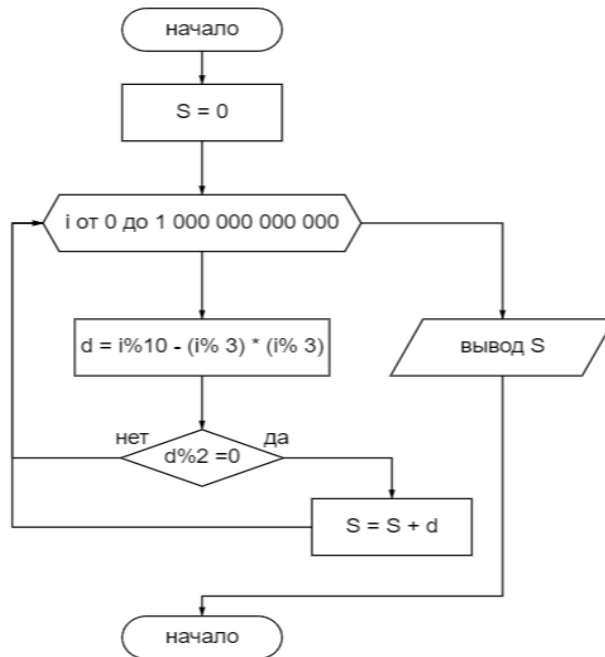 начало
S = 0
i от 0 до 1 000 000 000 000
d = i%10 - (i% 3) * (i% 3)
вывод S
нет
да
d%2 =0
S = S + d
начало